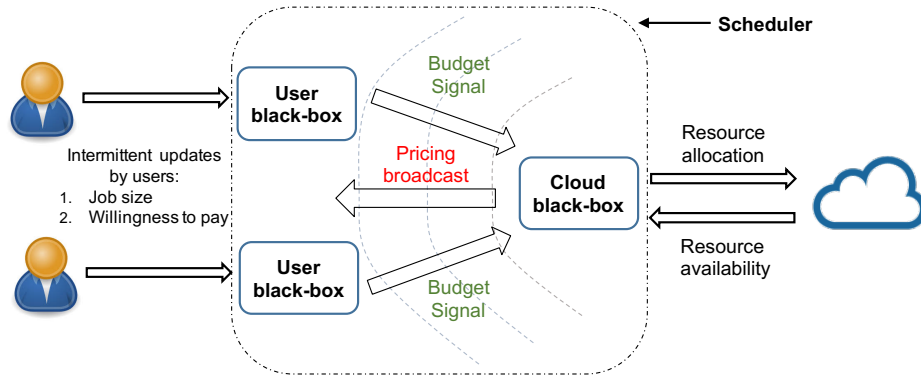 Scheduler
Budget
Signal
User
black-box
Intermittent updates
by users:
1. Job size
2. Willingness to pay
Pricing
broadcast
Cloud
black-box
Resource
allocation
Resource
availability
User
black-box
Budget
Signal